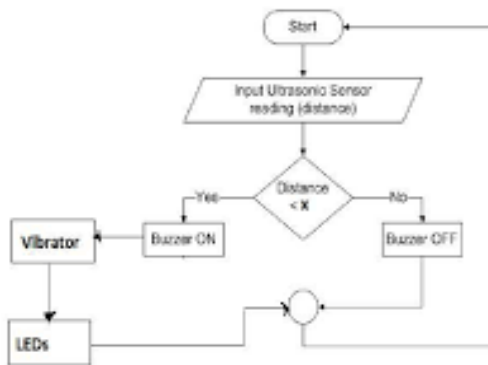 Start
Input Ultrasonic Sensor
reading (distance)
Distance
< X
Yes
No
Vibrator
Buzzer ON
Buzzer OFF
LEDs